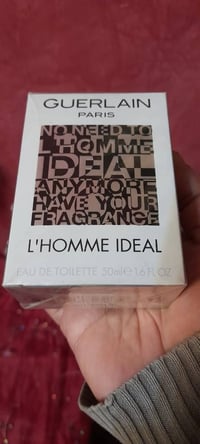 GUERLAIN
PARIS
NO NEED TO
L'HOMME
IDEAL
ANYMORE
HAVE YOUR
FRAGRANCE
L'HOMME IDEAL
EAU DE TOILETTE 50ml e 1.6 FL.OZ